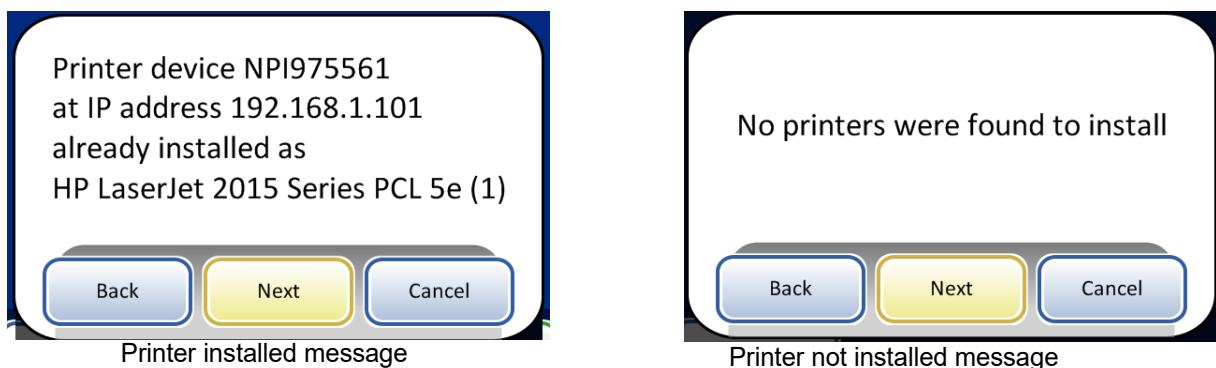 Printer device NPI975561
at IP address 192.168.1.101
already installed as
HP LaserJet 2015 Series PCL 5e (1)
Back Next Cancel
Printer installed message
No printers were found to install
Back Next Cancel
Printer not installed message